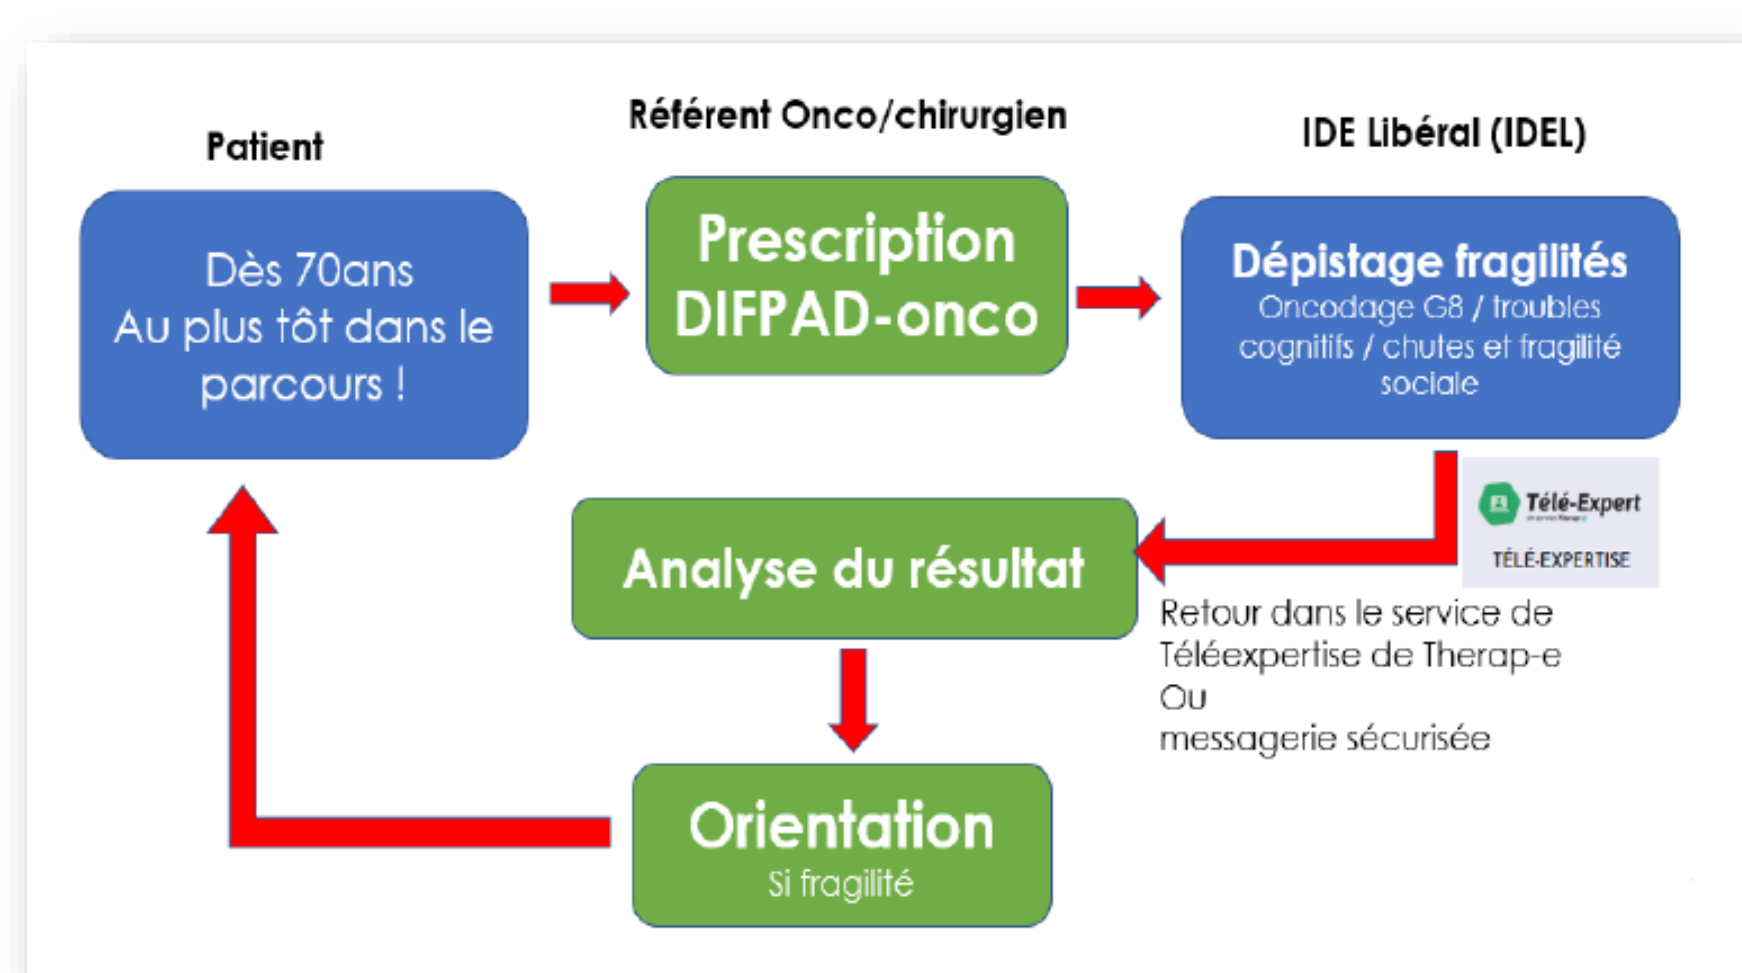 Patient
Référent Onco/chirurgien
IDE Libéral (IDEL)
Dès 70ans
Au plus tôt dans le
parcours !
Prescription
DIFPAD-onco
Dépistage fragilités
Oncodage G8 / troubles
cognitifs / chutes et fragilité
sociale
Télé-Expert
TÉLÉ-EXPERTISE
Analyse du résultat
Retour dans le service de
Téléexpertise de Therap-e
Ou
messagerie sécurisée
Orientation
Si fragilité